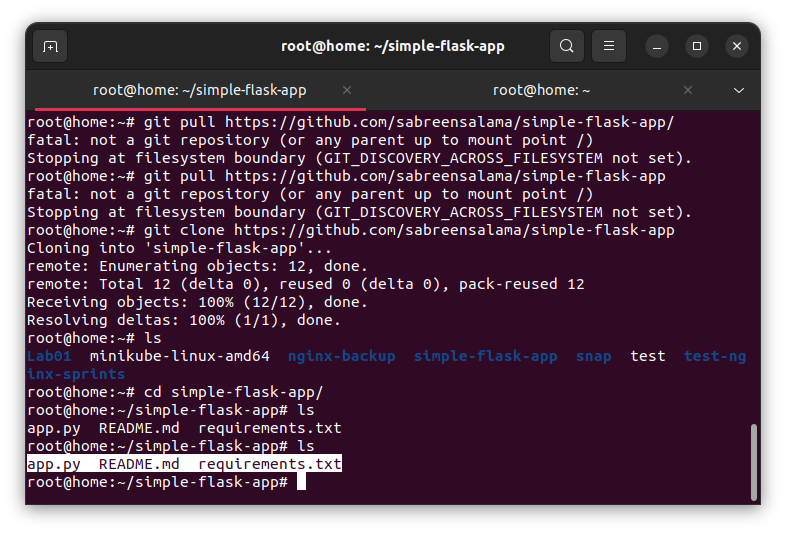 root@home: ~/simple-flask-app
root@home: ~/simple-flask-app
root@home: ~
root@home:~# git pull https://github.com/sabreensalama/simple-flask-app/
fatal: not a git repository (or any parent up to mount point /)
Stopping at filesystem boundary (GIT_DISCOVERY_ACROSS_FILESYSTEM not set).
root@home:~# git pull https://github.com/sabreensalama/simple-flask-app
fatal: not a git repository (or any parent up to mount point /)
Stopping at filesystem boundary (GIT_DISCOVERY_ACROSS_FILESYSTEM not set).
root@home:~# git clone https://github.com/sabreensalama/simple-flask-app
Cloning into 'simple-flask-app'...
remote: Enumerating objects: 12, done.
remote: Total 12 (delta 0), reused 0 (delta 0), pack-reused 12
Receiving objects: 100% (12/12), done.
Resolving deltas: 100% (1/1), done.
root@home:~# ls
Lab01  minikube-linux-amd64  nginx-backup  simple-flask-app  snap  test  test-ng
inx-sprints
root@home:~# cd simple-flask-app/
root@home:~/simple-flask-app# ls
app.py  README.md  requirements.txt
root@home:~/simple-flask-app# ls
app.py  README.md  requirements.txt
root@home:~/simple-flask-app#